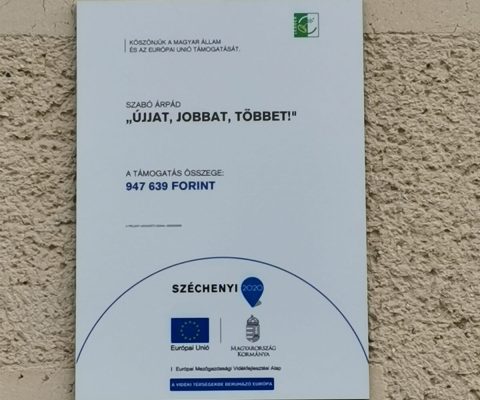 KÖSZÖNJÜK A MAGYAR ÁLLAM
ÉS AZ EURÓPAI UNIÓ TÁMOGATÁSÁT.
SZABÓ ÁRPÁD
„ÚJJAT, JOBBAT, TÖBBET!"
A TÁMOGATÁS ÖSSZEGE:
947 639 FORINT
SZÉCHENYI 2020
Európai Unió
MAGYARORSZÁG
KORMÁNYA
Európai Mezőgazdasági Vidékfejlesztési Alap
A VIDÉKI TÉRSÉGEKBE BERUHÁZÓ EURÓPA